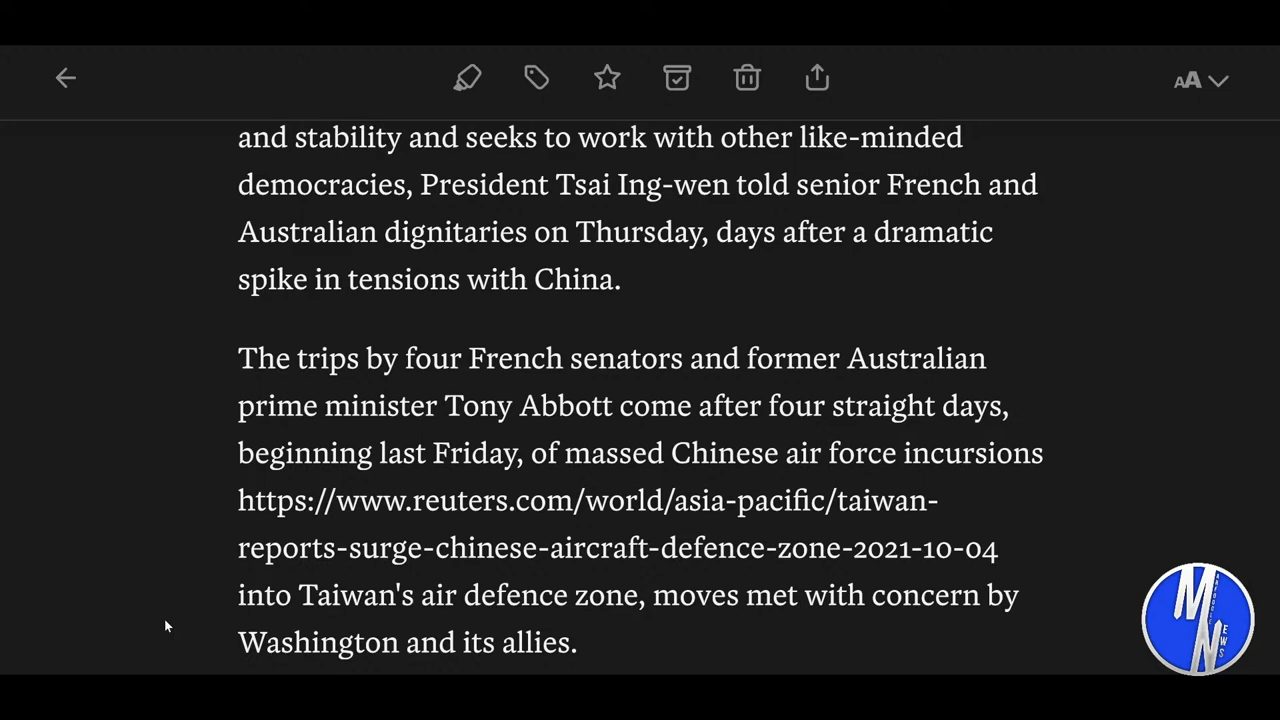 AA
and stability and seeks to work with other like-minded
democracies, President Tsai Ing-wen told senior French and
Australian dignitaries on Thursday, days after a dramatic
spike in tensions with China.
The trips by four French senators and former Australian
prime minister Tony Abbott come after four straight days,
beginning last Friday, of massed Chinese air force incursions
https://www.reuters.com/world/asia-pacific/taiwan-
reports-surge-chinese-aircraft-defence-zone-2021-10-04
into Taiwan's air defence zone, moves met with concern by
Washington and its allies.
M
N
EWS